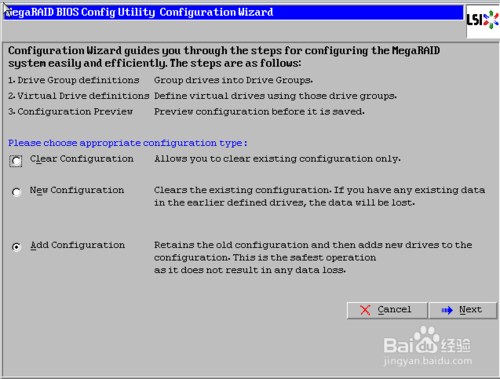 MegaRAID BIOS Config Utility Configuration Wizard
LSI
Configuration Wizard guides you through the steps for configuring the MegaRAID
system easily and efficiently. The steps are as follows:
1. Drive Group definitions Group drives into Drive Groups.
2. Virtual Drive definitions Define virtual drives using those drive groups.
3. Configuration Preview Preview configuration before it is saved.
Please choose appropriate configuration type:
Clear Configuration Allows you to clear existing configuration only.
New Configuration Clears the existing configuration. If you have any existing data
in the earlier defined drives, the data will be lost.
Add Configuration Retains the old configuration and then adds new drives to the
configuration. This is the safest operation
as it does not result in any data loss.
Cancel Next
Baidu 经验
jingyan.baidu.com